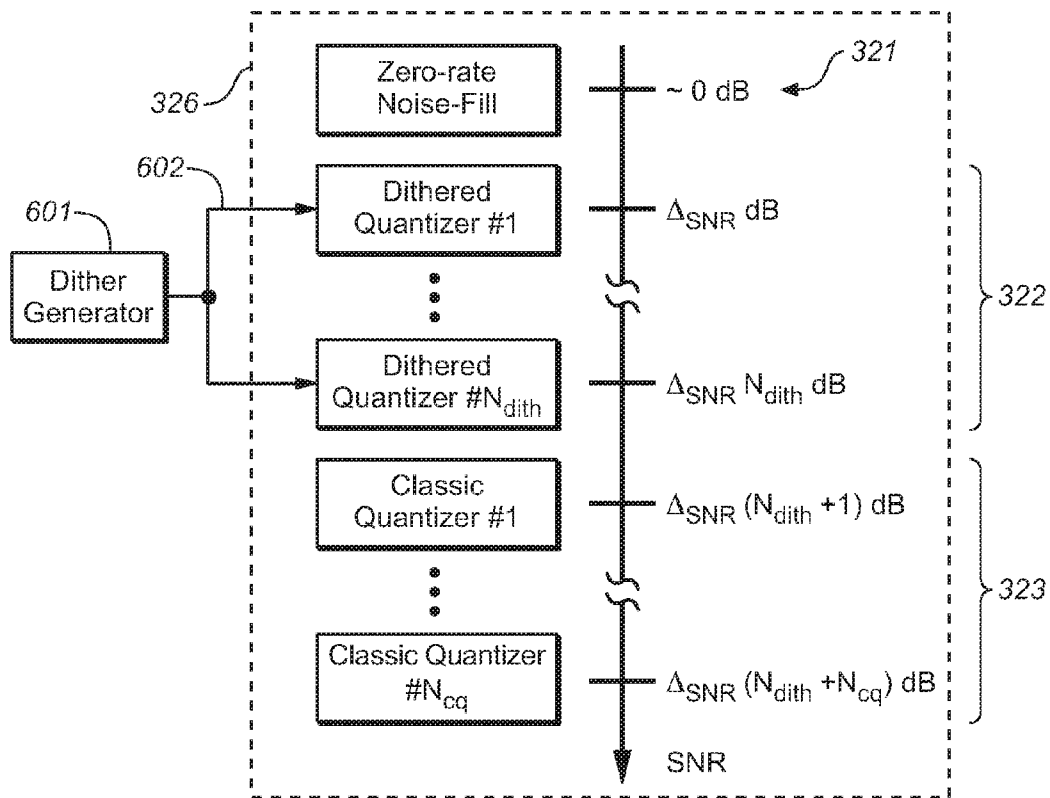 Zero-rate
Noise-Fill
~ 0 dB
321
326
602
Dithered
Quantizer #1
Δ_SNR dB
601
Dither
Generator
322
Dithered
Quantizer #N_dith
Δ_SNR N_dith dB
Classic
Quantizer #1
Δ_SNR (N_dith +1) dB
323
Classic Quantizer
#N_cq
Δ_SNR (N_dith +N_cq) dB
SNR